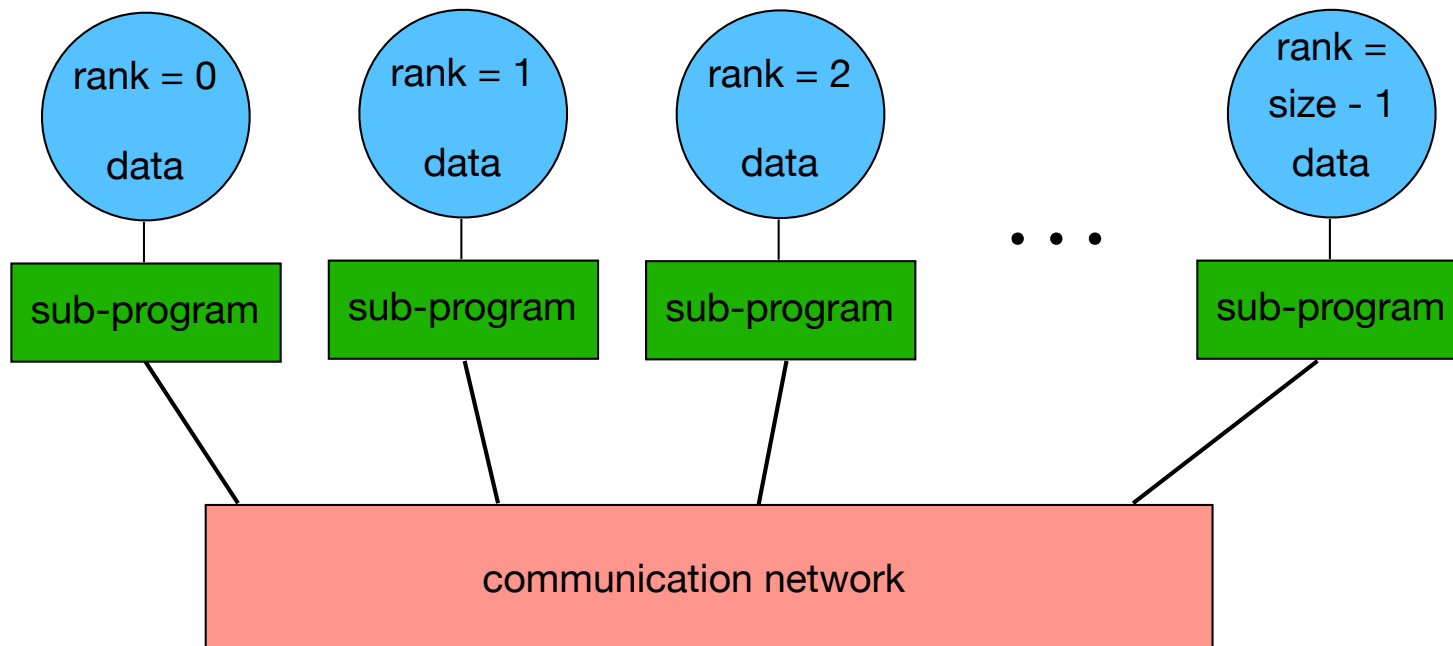 rank = 0
data
rank = 1
data
rank = 2
data
rank =
size - 1
data
• • •
sub-program
sub-program
sub-program
sub-program
communication network